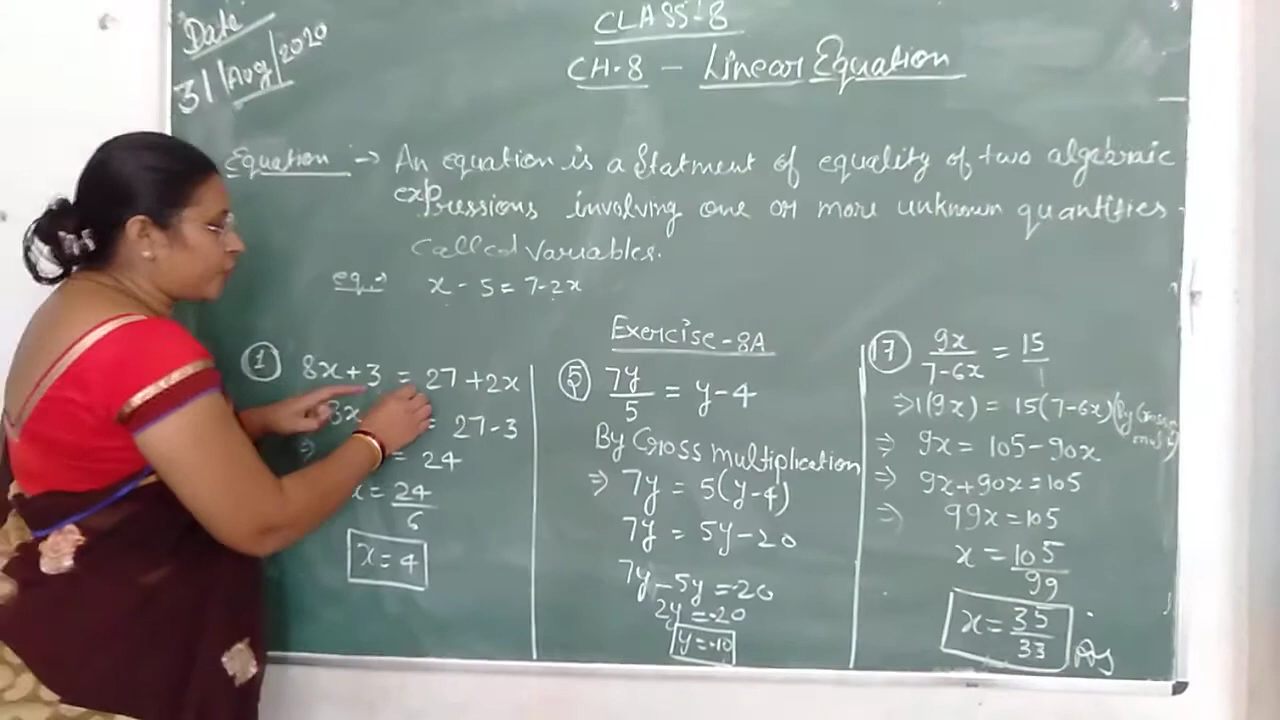 Date
31/Aug/2020
CLASS-8
CH-8 - Linear Equation
Equation :→ An equation is a Statment of equality of two algebraic
expressions involving one or more unknown quantities.
Called Variables.
eq:→ x - 5 = 7-2x
Exercise-8A
① 8x+3 = 27+2x
= 27-3
⇒ = 24
x = 24/6
x = 4
⑤ 7y/5 = y-4
By Cross multiplication
⇒ 7y = 5(y-4)
7y = 5y-20
7y-5y = -20
2y = -20
y = -10
⑰ 9x/7-6x = 15/1
⇒ 1(9x) = 15(7-6x) (By Cross
⇒ 9x = 105-90x
⇒ 9x+90x = 105
⇒ 99x = 105
x = 105/99
x = 35/33 Ans